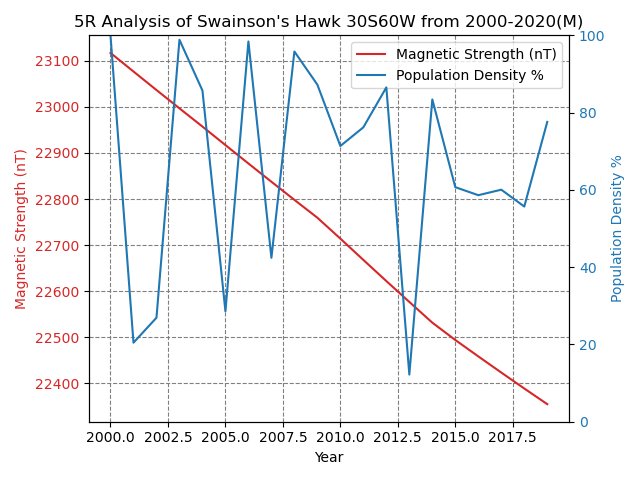 5R Analysis of Swainson's Hawk 30S60W from 2000-2020(M)
Magnetic Strength (nT)
Population Density %
23100
23000
22900
22800
22700
22600
22500
22400
Magnetic Strength (nT)
100
80
60
40
20
0
Population Density %
2000.0 2002.5 2005.0 2007.5 2010.0 2012.5 2015.0 2017.5
Year